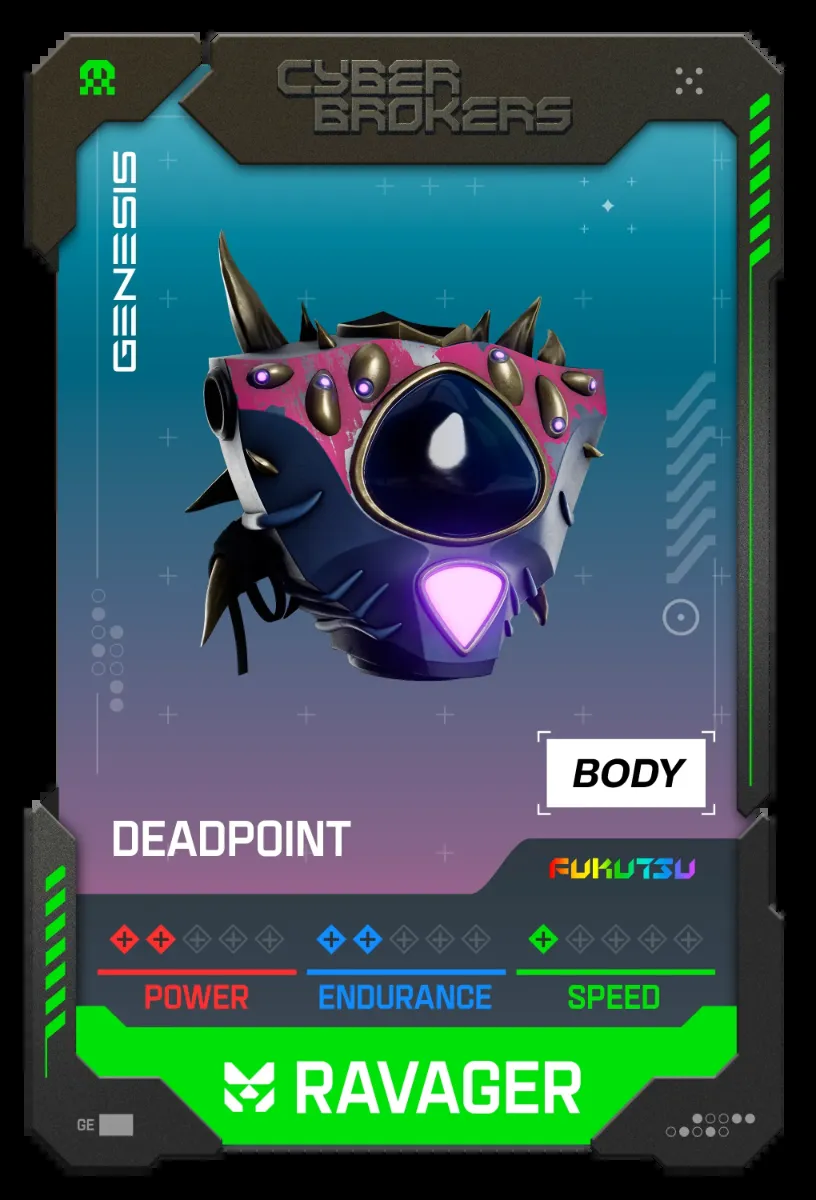 CYBER
BROKERS
GENESIS
BODY
DEADPOINT
FUKUTSU
POWER
ENDURANCE
SPEED
RAVAGER
GE